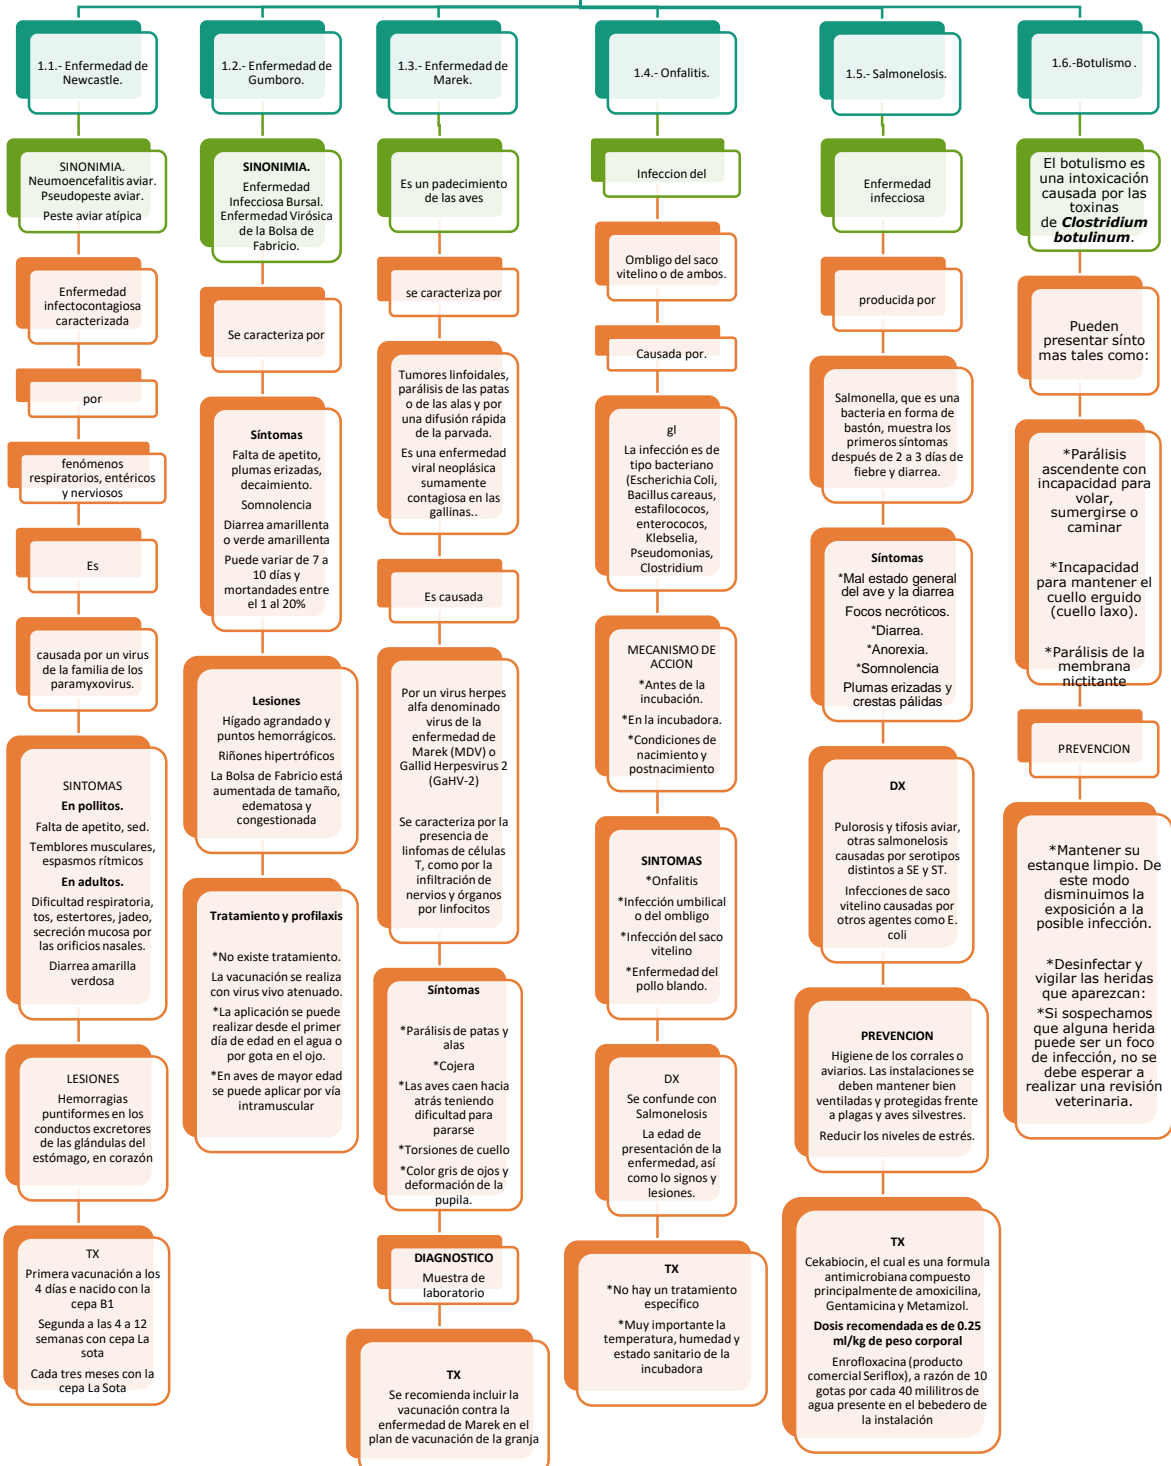 1.1.- Enfermedad de
Newcastle.
SINONIMIA.
Neumoencefalitis aviar.
Pseudopeste aviar.
Peste aviar atípica
Enfermedad
infectocontagiosa
caracterizada
por
fenómenos
respiratorios, entéricos
y nerviosos
Es
causada por un virus
de la familia de los
paramyxovirus.
SINTOMAS
En pollitos.
Falta de apetito, sed.
Temblores musculares,
espasmos rítmicos
En adultos.
Dificultad respiratoria,
tos, estertores, jadeo,
secreción mucosa por
las orificios nasales.
Diarrea amarilla
verdosa
LESIONES
Hemorragias
puntiformes en los
conductos excretores
de las glándulas del
estómago, en corazón
TX
Primera vacunación a los
4 días e nacido con la
cepa B1
Segunda a las 4 a 12
semanas con cepa La
sota
Cada tres meses con la
cepa La Sota
1.2.- Enfermedad de
Gumboro.
SINONIMIA.
Enfermedad
Infecciosa Bursal.
Enfermedad Virósica
de la Bolsa de
Fabricio.
Se caracteriza por
Síntomas
Falta de apetito,
plumas erizadas,
decaimiento.
Somnolencia
Diarrea amarillenta
o verde amarillenta
Puede variar de 7 a
10 días y
mortandades entre
el 1 al 20%
Lesiones
Hígado agrandado y
puntos hemorrágicos.
Riñones hipertróficos
La Bolsa de Fabricio está
aumentada de tamaño,
edematosa y
congestionada
Tratamiento y profilaxis
*No existe tratamiento.
La vacunación se realiza
con virus vivo atenuado.
*La aplicación se puede
realizar desde el primer
día de edad en el agua o
por gota en el ojo.
*En aves de mayor edad
se puede aplicar por vía
intramuscular
1.3.- Enfermedad de
Marek.
Es un padecimiento
de las aves
se caracteriza por
Tumores linfoidales,
parálisis de las patas
o de las alas y por
una difusión rápida
de la parvada.
Es una enfermedad
viral neoplásica
sumamente
contagiosa en las
gallinas..
Es causada
Por un virus herpes
alfa denominado
virus de la
enfermedad de
Marek (MDV) o
Gallid Herpesvirus 2
(GaHV-2)
Se caracteriza por la
presencia de
linfomas de células
T, como por la
infiltración de
nervios y órganos
por linfocitos
Síntomas
*Parálisis de patas y
alas
*Cojera
*Las aves caen hacia
atrás teniendo
dificultad para
pararse
*Torsiones de cuello
*Color gris de ojos y
deformación de la
pupila.
DIAGNOSTICO
Muestra de
laboratorio
TX
Se recomienda incluir la
vacunación contra la
enfermedad de Marek en el
plan de vacunación de la granja
1.4.- Onfalitis.
Infeccion del
Ombligo del saco
vitelino o de ambos.
Causada por.
gl
La infección es de
tipo bacteriano
(Escherichia Coli,
Bacillus careaus,
estafilococos,
enterococos,
Klebselia,
Pseudomonias,
Clostridium
MECANISMO DE
ACCION
*Antes de la
incubación.
*En la incubadora.
*Condiciones de
nacimiento y
postnacimiento
SINTOMAS
*Onfalitis
*Infección umbilical
o del ombligo
*Infección del saco
vitelino
*Enfermedad del
pollo blando.
DX
Se confunde con
Salmonelosis
La edad de
presentación de la
enfermedad, así
como lo signos y
lesiones.
TX
*No hay un tratamiento
específico
*Muy importante la
temperatura, humedad y
estado sanitario de la
incubadora
1.5.- Salmonelosis.
Enfermedad
infecciosa
producida por
Salmonella, que es una
bacteria en forma de
bastón, muestra los
primeros síntomas
después de 2 a 3 días de
fiebre y diarrea.
Síntomas
*Mal estado general
del ave y la diarrea
Focos necróticos.
*Diarrea.
*Anorexia.
*Somnolencia
Plumas erizadas y
crestas pálidas
DX
Pulorosis y tifosis aviar,
otras salmonelosis
causadas por serotipos
distintos a SE y ST.
Infecciones de saco
vitelino causadas por
otros agentes como E.
coli
PREVENCION
Higiene de los corrales o
aviarios. Las instalaciones se
deben mantener bien
ventiladas y protegidas frente
a plagas y aves silvestres.
Reducir los niveles de estrés.
TX
Cekabiocin, el cual es una formula
antimicrobiana compuesto
principalmente de amoxicilina,
Gentamicina y Metamizol.
Dosis recomendada es de 0.25
ml/kg de peso corporal
Enrofloxacina (producto
comercial Seriflox), a razón de 10
gotas por cada 40 mililitros de
agua presente en el bebedero de
la instalación
1.6.-Botulismo .
El botulismo es
una intoxicación
causada por las
toxinas
de Clostridium
botulinum.
Pueden
presentar sínto
mas tales como:
*Parálisis
ascendente con
incapacidad para
volar,
sumergirse o
caminar
*Incapacidad
para mantener el
cuello erguido
(cuello laxo).
*Parálisis de la
membrana
nictitante
PREVENCION
*Mantener su
estanque limpio. De
este modo
disminuimos la
exposición a la
posible infección.
*Desinfectar y
vigilar las heridas
que aparezcan:
*Si sospechamos
que alguna herida
puede ser un foco
de infección, no se
debe esperar a
realizar una revisión
veterinaria.